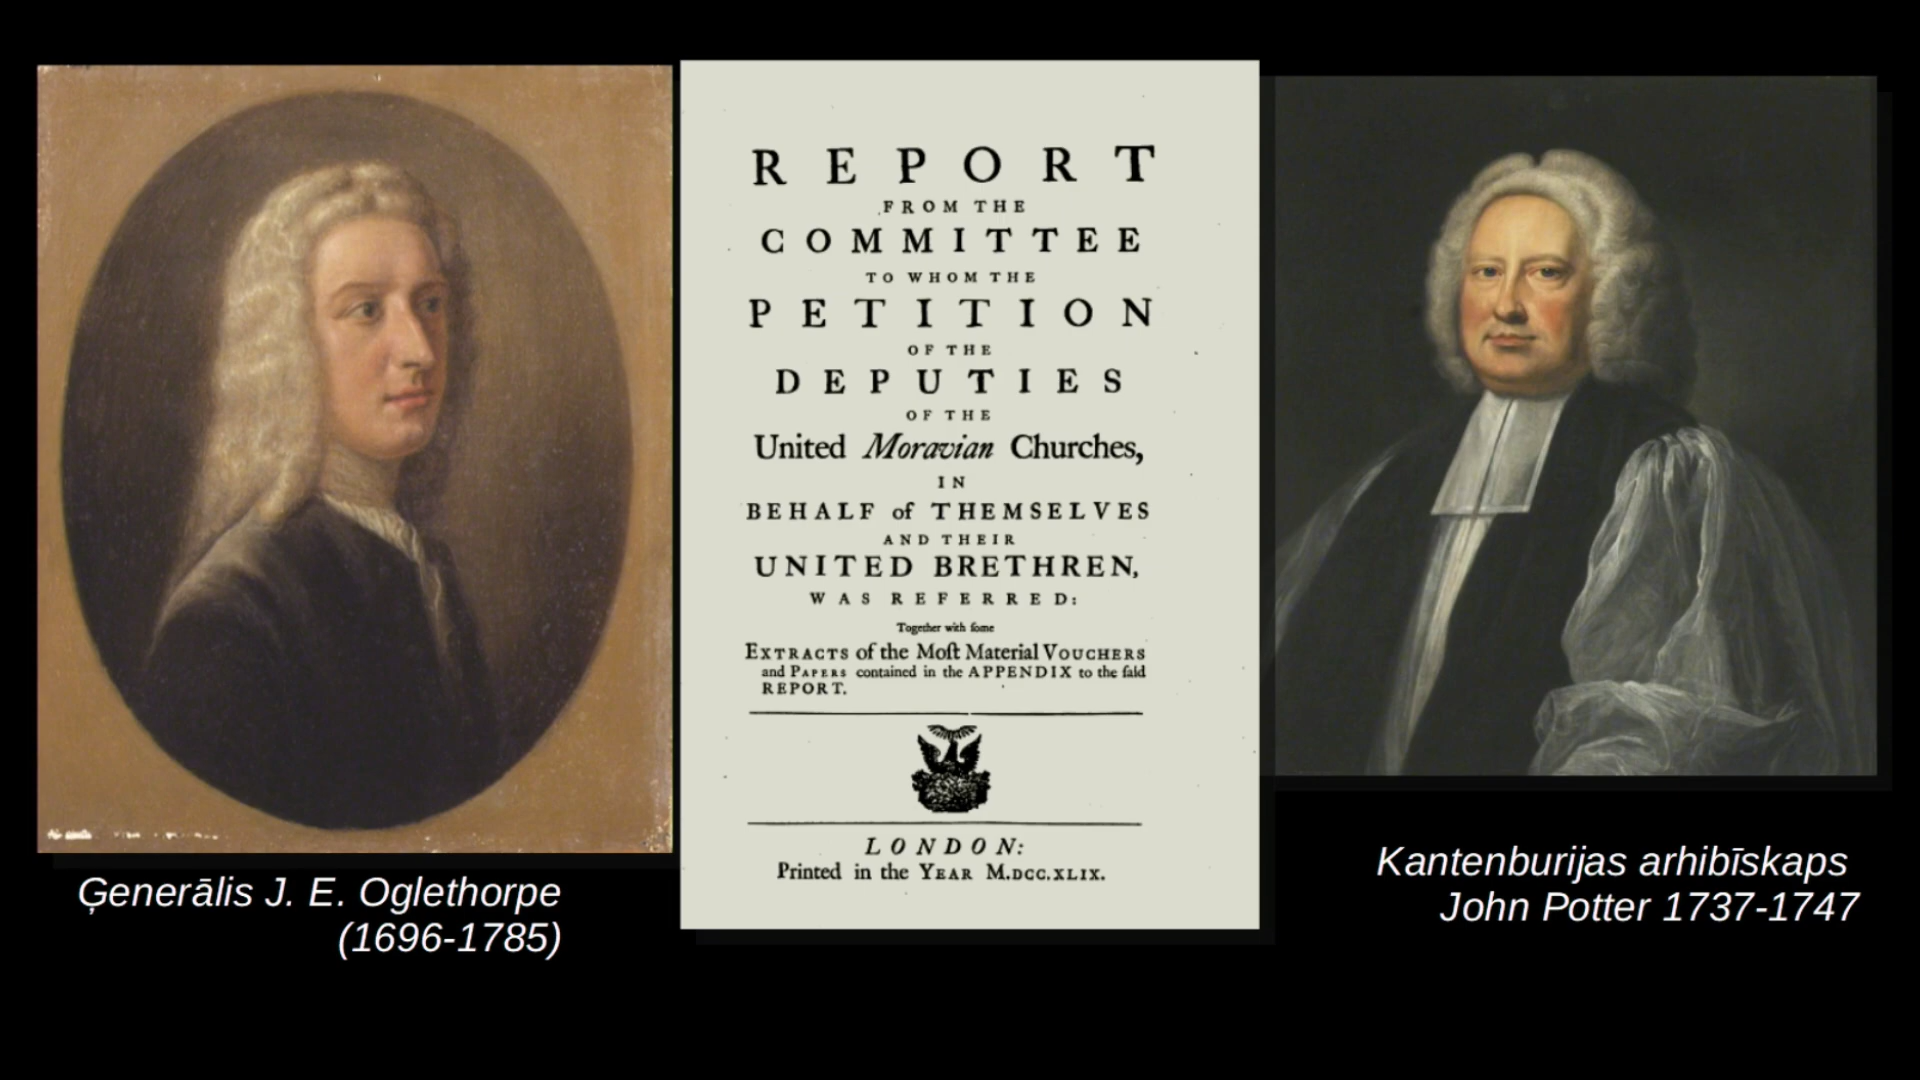 REPORT
FROM THE
COMMITTEE
TO WHOM THE
PETITION
OF THE
DEPUTIES
OF THE
United Moravian Churches,
IN
BEHALF of THEMSELVES
AND THEIR
UNITED BRETHREN,
WAS REFERRED:
Together with ſome
EXTRACTS of the Moſt Material VOUCHERS
and PAPERS contained in the APPENDIX to the ſaid
REPORT.
LONDON:
Printed in the YEAR M.DCC.XLIX.
Ģenerālis J. E. Oglethorpe
(1696-1785)
Kantenburijas arhibīskaps
John Potter 1737-1747